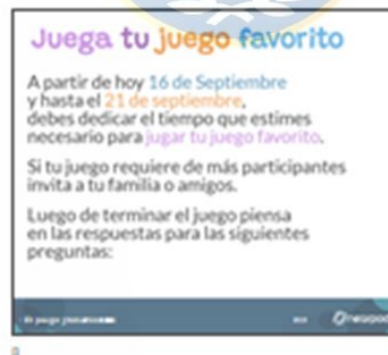 Juega tu juego favorito
A partir de hoy 16 de Septiembre
y hasta el 21 de septiembre,
debes dedicar el tiempo que estimes
necesario para jugar tu juego favorito.
Si tu juego requiere de más participantes
invita a tu familia o amigos.
Luego de terminar el juego piensa
en las respuestas para las siguientes
preguntas: